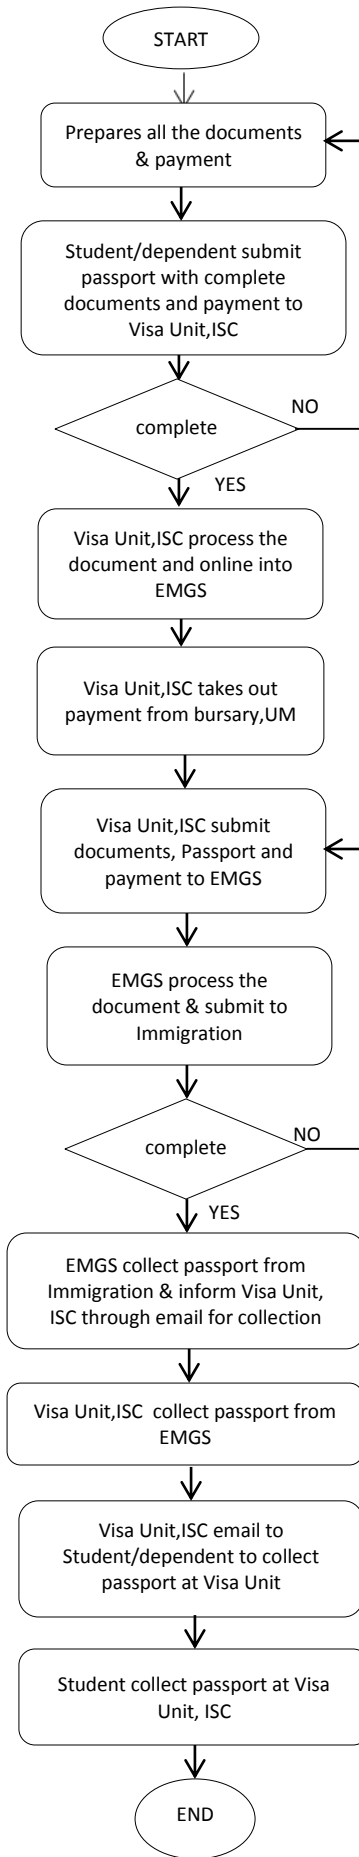 START
Prepares all the documents
& payment
Student/dependent submit
passport with complete
documents and payment to
Visa Unit,ISC
complete
NO
YES
Visa Unit,ISC process the
document and online into
EMGS
Visa Unit,ISC takes out
payment from bursary,UM
Visa Unit,ISC submit
documents, Passport and
payment to EMGS
EMGS process the
document & submit to
Immigration
complete
NO
YES
EMGS collect passport from
Immigration & inform Visa Unit,
ISC through email for collection
Visa Unit,ISC  collect passport from
EMGS
Visa Unit,ISC email to
Student/dependent to collect
passport at Visa Unit
Student collect passport at Visa
Unit, ISC
END